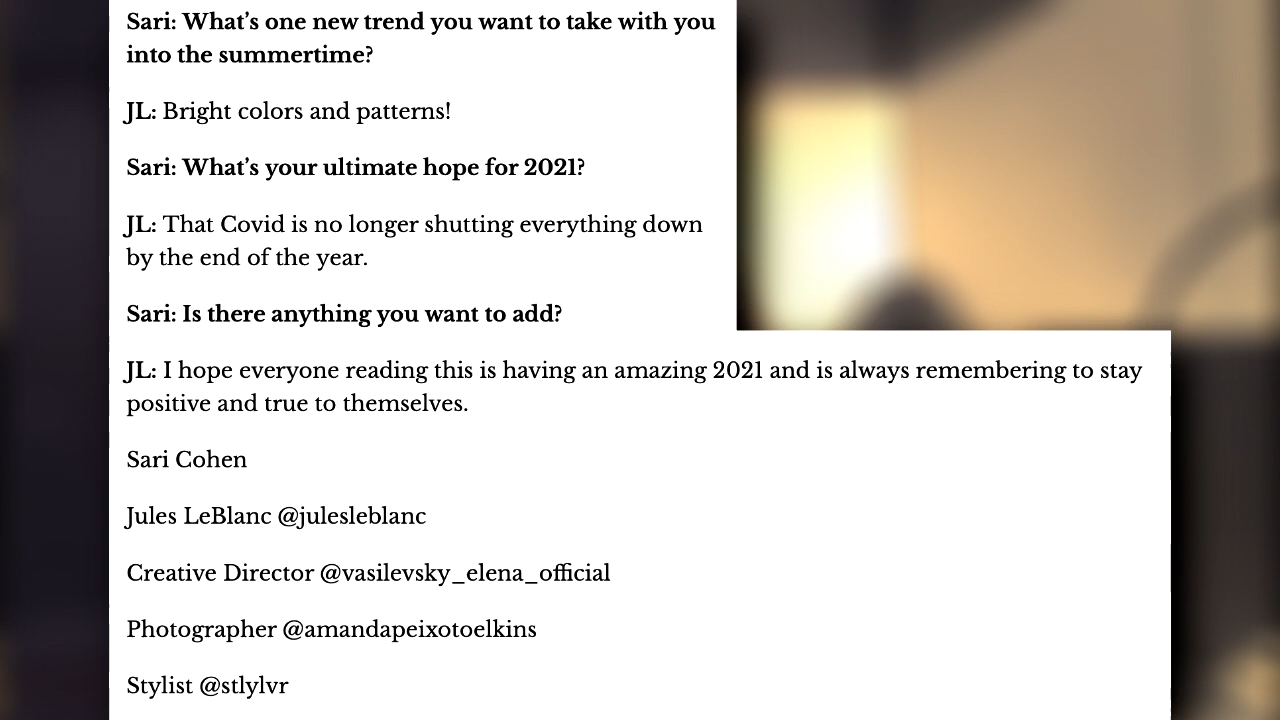 Sari: What’s one new trend you want to take with you
into the summertime?
JL: Bright colors and patterns!
Sari: What’s your ultimate hope for 2021?
JL: That Covid is no longer shutting everything down
by the end of the year.
Sari: Is there anything you want to add?
JL: I hope everyone reading this is having an amazing 2021 and is always remembering to stay
positive and true to themselves.
Sari Cohen
Jules LeBlanc @julesleblanc
Creative Director @vasilevsky_elena_official
Photographer @amandapeixotoelkins
Stylist @stlylvr